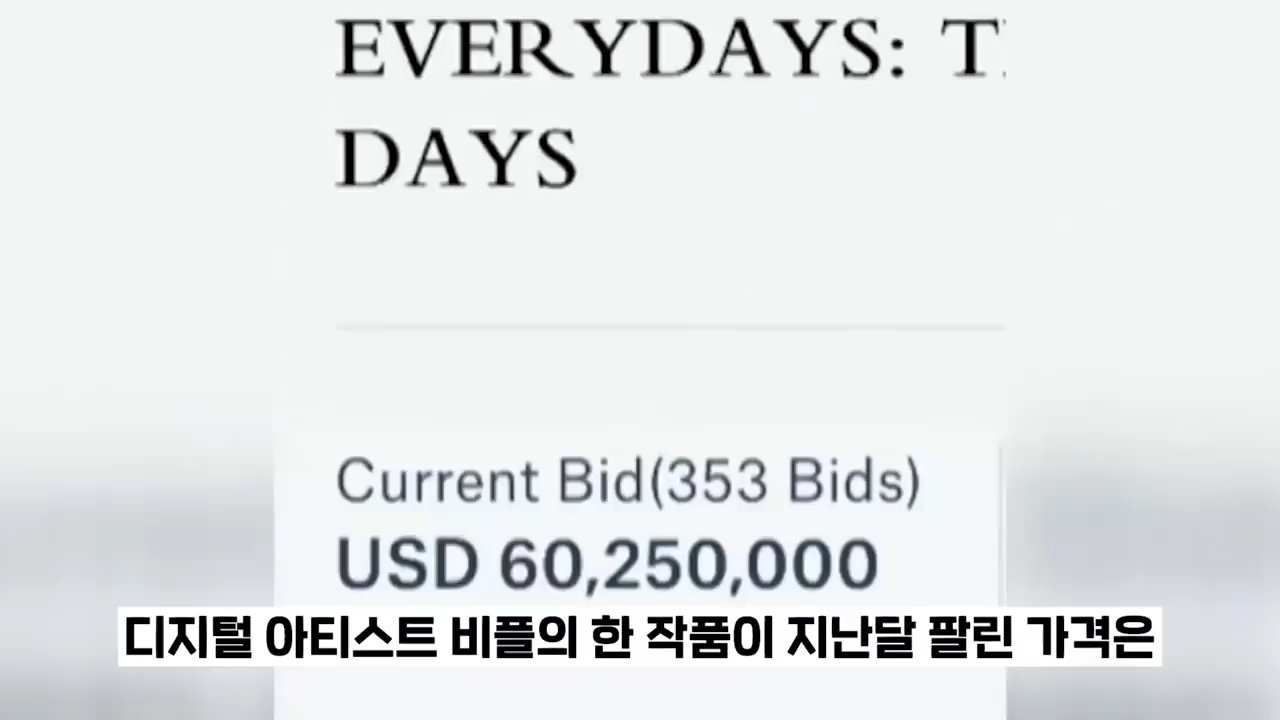 EVERYDAYS: T
DAYS
Current Bid(353 Bids)
USD 60,250,000
디지털 아티스트 비플의 한 작품이 지난달 팔린 가격은